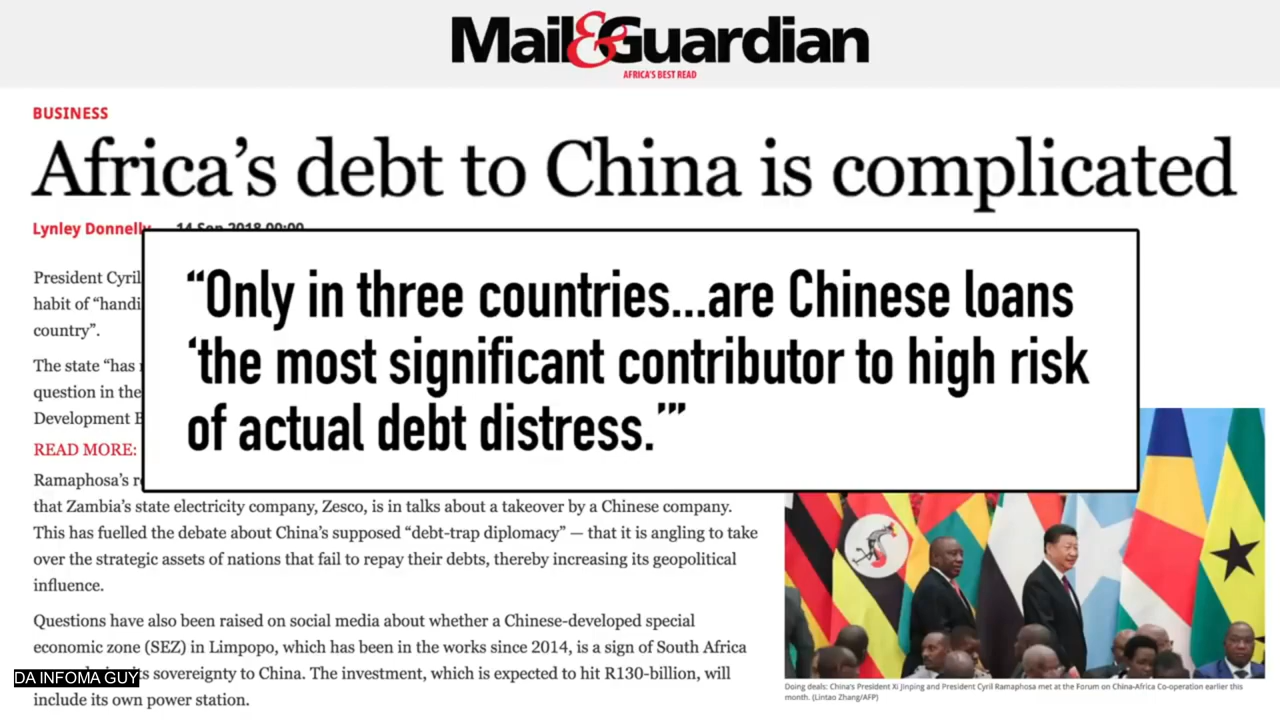 Mail&Guardian
AFRICA'S BEST READ
BUSINESS
Africa's debt to China is complicated
Lynley Donnelly 14 Sep 2018 00:00
President Cyril
habit of “handi
country”.
The state “has
question in the
Development
READ MORE:
Ramaphosa's
“Only in three countries...are Chinese loans
‘the most significant contributor to high risk
of actual debt distress.’”
that Zambia's state electricity company, Zesco, is in talks about a takeover by a Chinese company.
This has fuelled the debate about China's supposed “debt-trap diplomacy” — that it is angling to take
over the strategic assets of nations that fail to repay their debts, thereby increasing its geopolitical
influence.
Questions have also been raised on social media about whether a Chinese-developed special
economic zone (SEZ) in Limpopo, which has been in the works since 2014, is a sign of South Africa
sovereignty to China. The investment, which is expected to hit R130-billion, will
include its own power station.
DA INFOMA GUY
Doing deals: China's President Xi Jinping and President Cyril Ramaphosa met at the Forum on China-Africa Co-operation earlier this
month. (Lintao Zhang/AFP)